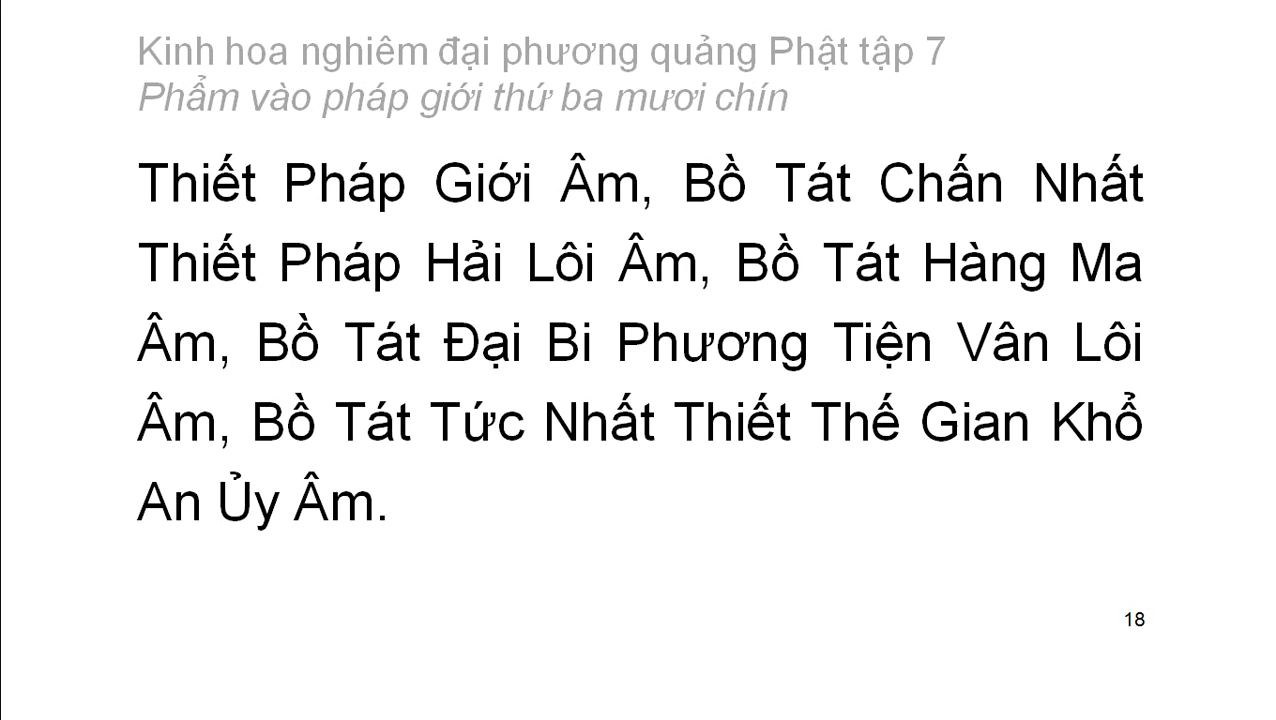 Kinh hoa nghiêm đại phương quảng Phật tập 7
Phẩm vào pháp giới thứ ba mươi chín
Thiết Pháp Giới Âm, Bồ Tát Chấn Nhất
Thiết Pháp Hải Lôi Âm, Bồ Tát Hàng Ma
Âm, Bồ Tát Đại Bi Phương Tiện Vân Lôi
Âm, Bồ Tát Tức Nhất Thiết Thế Gian Khổ
An Ủy Âm.
18